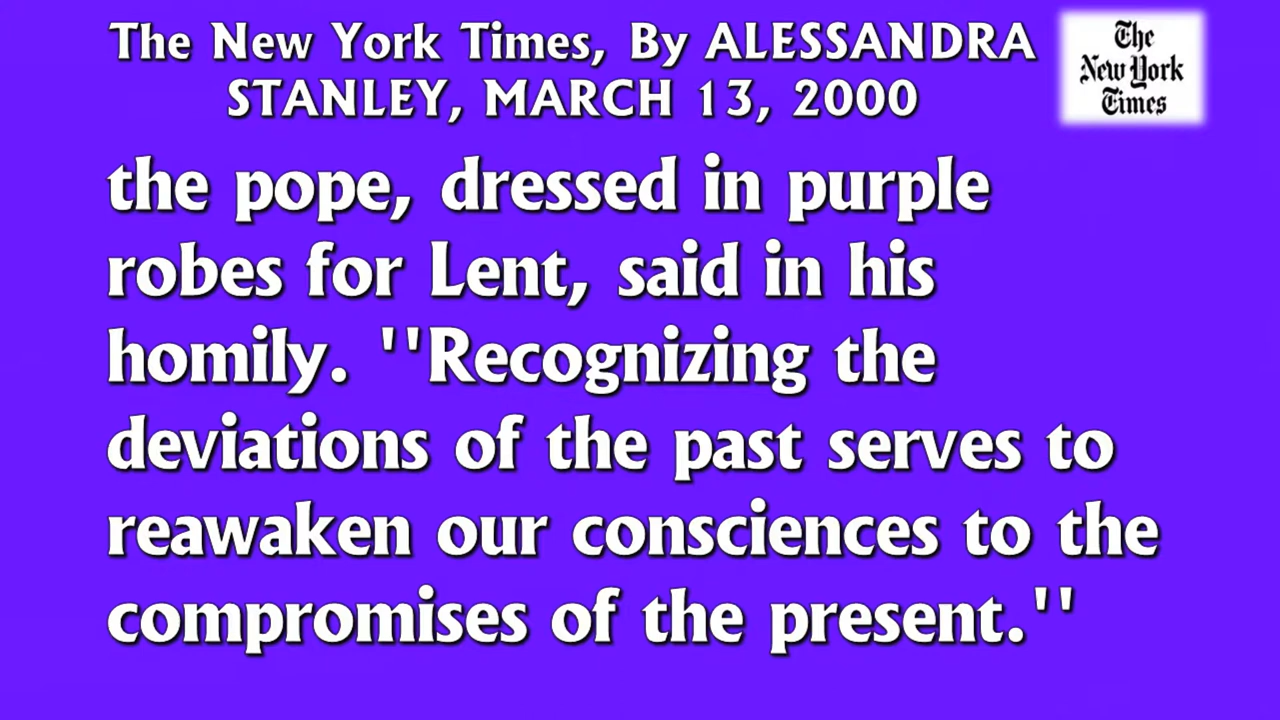 The New York Times, By ALESSANDRA
STANLEY, MARCH 13, 2000
The
New York
Times
the pope, dressed in purple
robes for Lent, said in his
homily. ''Recognizing the
deviations of the past serves to
reawaken our consciences to the
compromises of the present.''